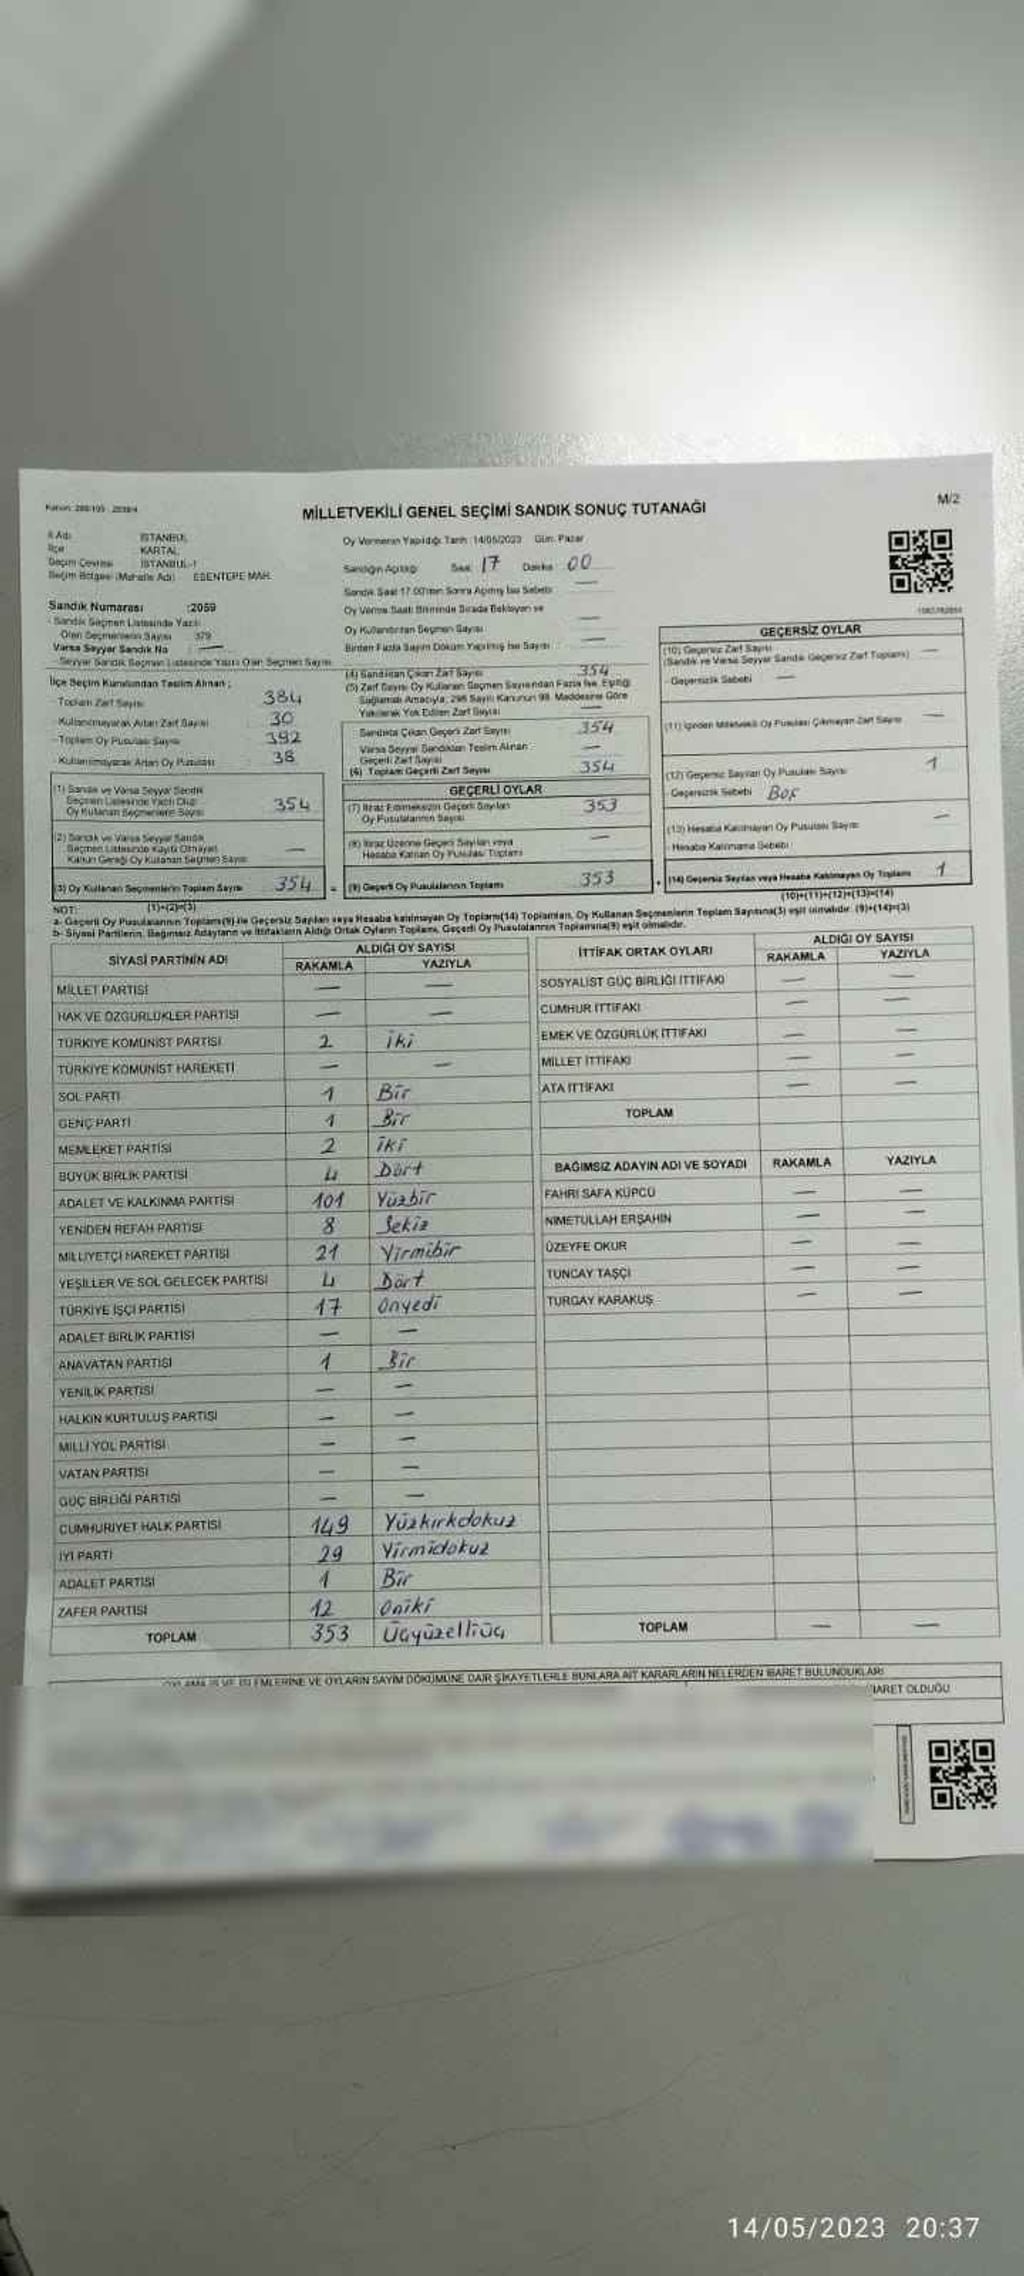 MİLLETVEKİLİ GENEL SEÇİMİ SANDIK SONUÇ TUTANAĞI
M/2
İl Adı : İSTANBUL
İlçe : KARTAL
Seçim Çevresi : İSTANBUL-1
Seçim Bölgesi (Mahalle Adı) : ESENTEPE MAH.
Sandık Numarası :2059
Sandık Seçmen Listesinde Yazılı
Olan Seçmenlerin Sayısı : 379
Varsa Seyyar Sandık No : —
Seyyar Sandık Seçmen Listesinde Yazılı Olan Seçmen Sayısı
İlçe Seçim Kurulundan Teslim Alınan ;
Toplam Zarf Sayısı 384
Kullanılmayarak Artan Zarf Sayısı 30
Toplam Oy Pusulası Sayısı 392
Kullanılmayarak Artan Oy Pusulası 38
(1) Sandık ve Varsa Seyyar Sandık
Seçmen Listesinde Yazılı Olup
Oy Kullanan Seçmenlerin Sayısı 354
(2) Sandık ve Varsa Seyyar Sandık
Seçmen Listesinde Kayıtlı Olmayan
Kanun Gereği Oy Kullanan Seçmen Sayısı —
(3) Oy Kullanan Seçmenlerin Toplam Sayısı 354 =
(1)+(2)=(3)
Oy Vermenin Yapıldığı Tarih :14/05/2023 Gün: Pazar
Sandığın Açıldığı Saat 17 Dakika 00
Sandık Saat 17.00'den Sonra Açılmış İse Sebebi —
Oy Verme Saati Bitiminde Sırada Bekleyen ve
Oy Kullandırılan Seçmen Sayısı —
Birden Fazla Sayım Döküm Yapılmış İse Sayısı : —
(4) Sandıktan Çıkan Zarf Sayısı 354
(5) Zarf Sayısı Oy Kullanan Seçmen Sayısından Fazla İse, Eşitliği
Sağlamak Amacıyla; 298 Sayılı Kanunun 98. Maddesine Göre
Yakılarak Yok Edilen Zarf Sayısı —
Sandıkta Çıkan Geçerli Zarf Sayısı 354
Varsa Seyyar Sandıktan Teslim Alınan
Geçerli Zarf Sayısı —
(6) Toplam Geçerli Zarf Sayısı 354
GEÇERLİ OYLAR
(7) İtiraz Edilmeksizin Geçerli Sayılan
Oy Pusulalarının Sayısı 353
(8) İtiraz Üzerine Geçerli Sayılan veya
Hesaba Katılan Oy Pusulası Toplamı —
(9) Geçerli Oy Pusulalarının Toplamı 353 +
GEÇERSİZ OYLAR
(10) Geçersiz Zarf Sayısı
(Sandık ve Varsa Seyyar Sandık Geçersiz Zarf Toplamı) —
Geçersizlik Sebebi —
(11) İçinden Milletvekili Oy Pusulası Çıkmayan Zarf Sayısı —
(12) Geçersiz Sayılan Oy Pusulası Sayısı 1
Geçersizlik Sebebi Boş
(13) Hesaba Katılmayan Oy Pusulası Sayısı —
Hesaba Katılmama Sebebi
(14) Geçersiz Sayılan veya Hesaba Katılmayan Oy Toplamı 1
(10)+(11)+(12)+(13)=(14)
NOT:
a- Geçerli Oy Pusulalarının Toplamı(9) ile Geçersiz Sayılan veya Hesaba katılmayan Oy Toplamı(14) Toplamları, Oy Kullanan Seçmenlerin Toplam Sayısına(3) eşit olmalıdır. (9)+(14)=(3)
b- Siyasi Partilerin, Bağımsız Adayların ve İttifakların Aldığı Ortak Oyların Toplamı, Geçerli Oy Pusulalarının Toplamına(9) eşit olmalıdır.
SİYASİ PARTİNİN ADI ALDIĞI OY SAYISI
RAKAMLA YAZIYLA
MİLLET PARTİSİ — —
HAK VE ÖZGÜRLÜKLER PARTİSİ — —
TÜRKİYE KOMÜNİST PARTİSİ 2 İki
TÜRKİYE KOMÜNİST HAREKETİ — —
SOL PARTİ 1 Bir
GENÇ PARTİ 1 Bir
MEMLEKET PARTİSİ 2 İki
BÜYÜK BİRLİK PARTİSİ 4 Dört
ADALET VE KALKINMA PARTİSİ 101 Yüzbir
YENİDEN REFAH PARTİSİ 8 Sekiz
MİLLİYETÇİ HAREKET PARTİSİ 21 Yirmibir
YEŞİLLER VE SOL GELECEK PARTİSİ 4 Dört
TÜRKİYE İŞÇİ PARTİSİ 17 Onyedi
ADALET BİRLİK PARTİSİ — —
ANAVATAN PARTİSİ 1 Bir
YENİLİK PARTİSİ — —
HALKIN KURTULUŞ PARTİSİ — —
MİLLİ YOL PARTİSİ — —
VATAN PARTİSİ — —
GÜÇ BİRLİĞİ PARTİSİ — —
CUMHURİYET HALK PARTİSİ 149 Yüzkırkdokuz
İYİ PARTİ 29 Yirmidokuz
ADALET PARTİSİ 1 Bir
ZAFER PARTİSİ 12 Oniki
TOPLAM 353 Üçyüzelliüç
İTTİFAK ORTAK OYLARI ALDIĞI OY SAYISI
RAKAMLA YAZIYLA
SOSYALİST GÜÇ BİRLİĞİ İTTİFAKI — —
CUMHUR İTTİFAKI — —
EMEK VE ÖZGÜRLÜK İTTİFAKI — —
MİLLET İTTİFAKI — —
ATA İTTİFAKI — —
TOPLAM
BAĞIMSIZ ADAYIN ADI VE SOYADI RAKAMLA YAZIYLA
FAHRİ SAFA KÜPCÜ — —
NİMETULLAH ERŞAHİN — —
ÜZEYFE OKUR — —
TUNCAY TAŞÇI — —
TURGAY KARAKUŞ — —
TOPLAM — —
İŞLEMLERİNE VE OYLARIN SAYIM DÖKÜMÜNE DAİR ŞİKAYETLERLE BUNLARA AİT KARARLARIN NELERDEN İBARET BULUNDUKLARI
İBARET OLDUĞU
14/05/2023 20:37